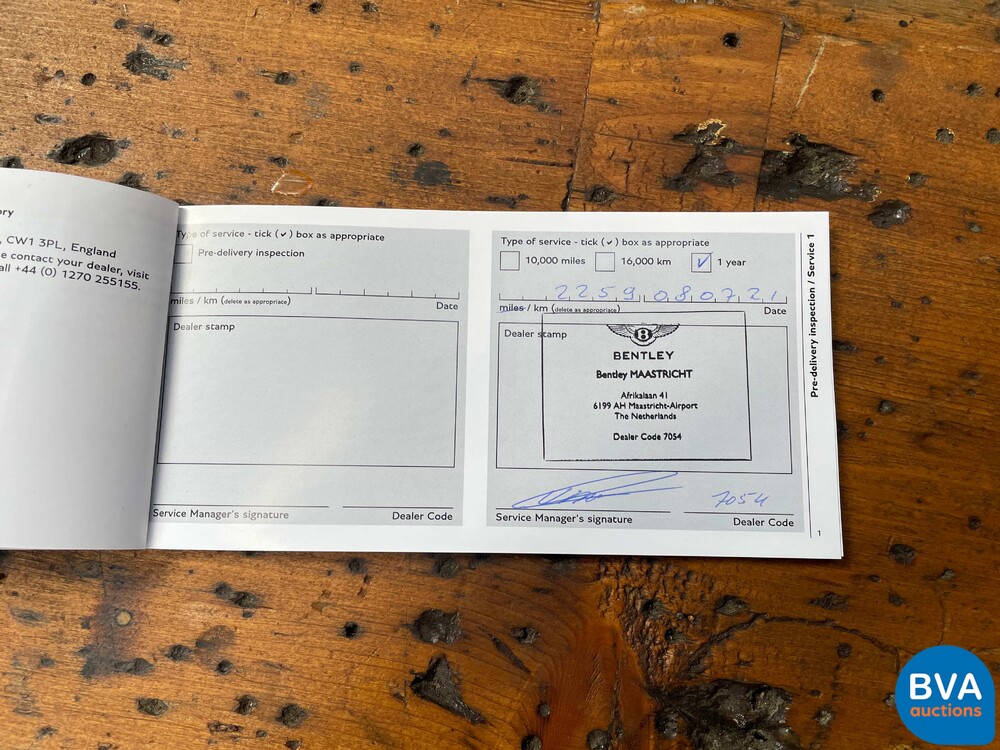 ory
, CW1 3PL, England
e contact your dealer, visit
all +44 (0) 1270 255155.
Type of service - tick (✓) box as appropriate
Pre-delivery inspection
miles / km (delete as appropriate)
Date
Dealer stamp
Service Manager's signature
Dealer Code
Type of service - tick (✓) box as appropriate
10,000 miles
16,000 km
✓ 1 year
2259 080721
miles / km (delete as appropriate)
Date
Dealer stamp
B
BENTLEY
Bentley MAASTRICHT
Afrikalaan 41
6199 AH Maastricht-Airport
The Netherlands
Dealer Code 7054
7054
Service Manager's signature
Dealer Code
Pre-delivery inspection / Service 1
1
BVA
auctions